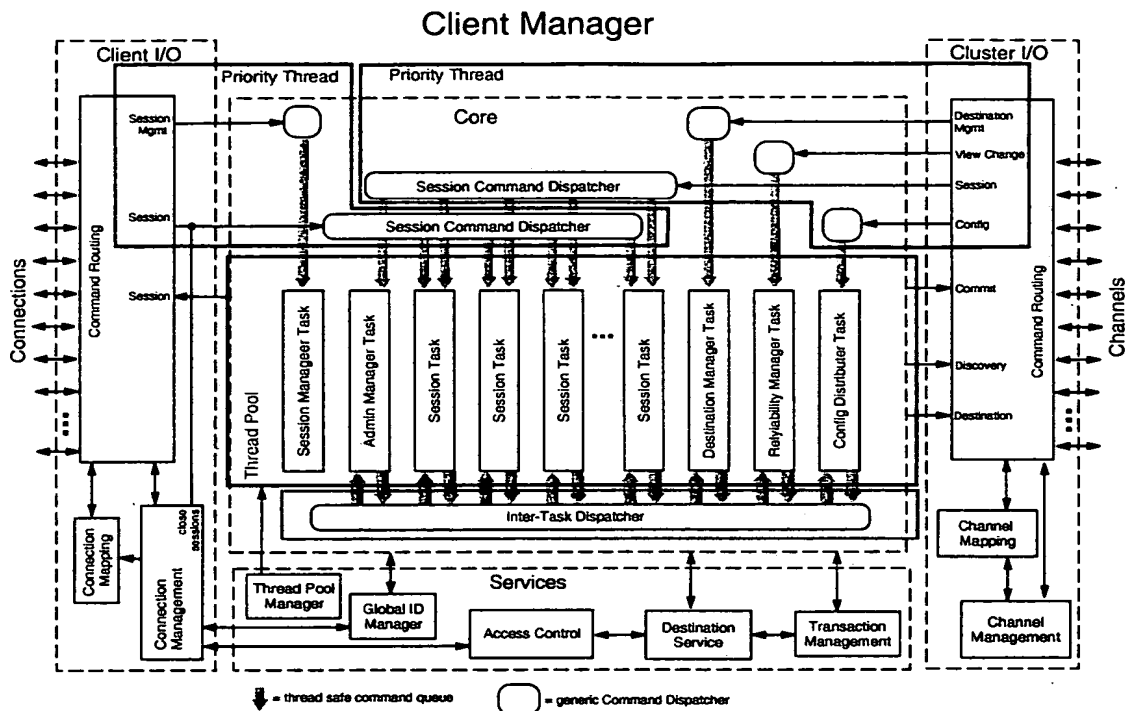 Client Manager
Client I/O
Cluster I/O
Priority Thread
Priority Thread
Core
Session
Mgmt
Destination
Mgmt
View Change
Session Command Dispatcher
Session
Session
Session Command Dispatcher
Config
Connections
Command Routing
Session
Commit
Discovery
Destination
Command Routing
Channels
Thread Pool
Session Manageer Task
Admin Manager Task
Session Task
Session Task
Session Task
Session Task
Destination Manager Task
Relyiability Manager Task
Config Distributer Task
Inter-Task Dispatcher
Connection
Mapping
close
sessions
Connection
Management
Channel
Mapping
Channel
Management
Services
Thread Pool
Manager
Global ID
Manager
Access Control
Destination
Service
Transaction
Management
= thread safe command queue
= generic Command Dispatcher